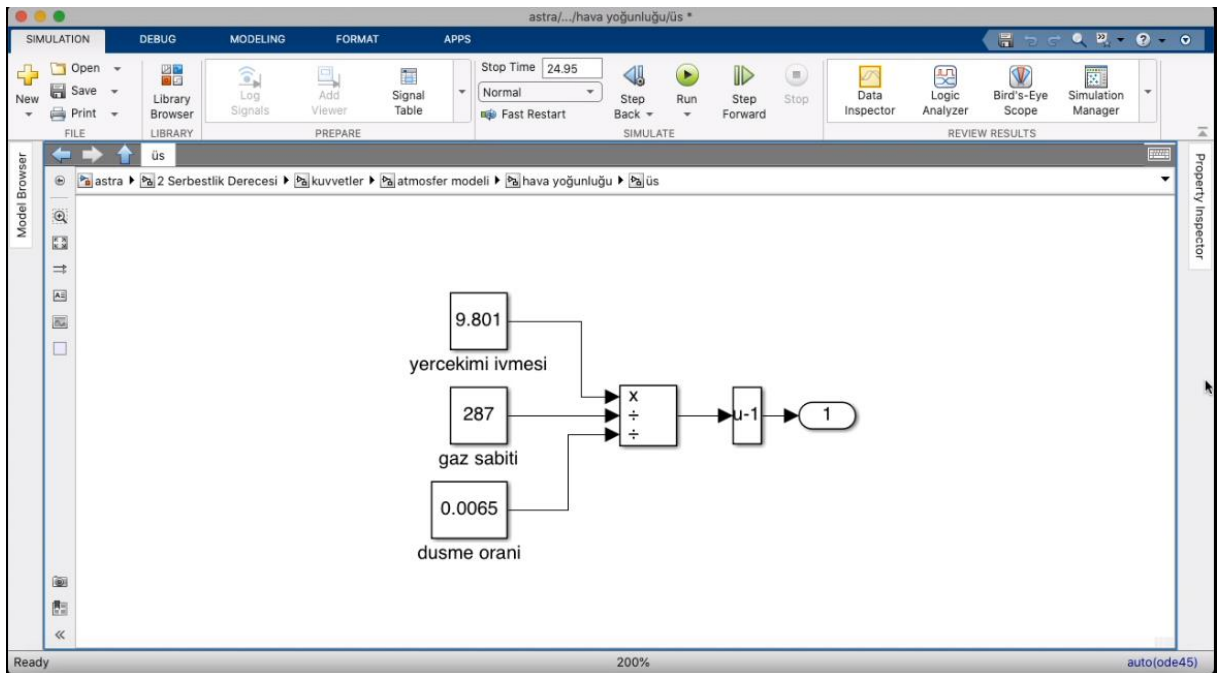 astra/.../hava yoğunluğu/üs *
SIMULATION DEBUG MODELING FORMAT APPS
New
Open
Save
Print
FILE
Library Browser
LIBRARY
Log Signals
Add Viewer
Signal Table
PREPARE
Stop Time 24.95
Normal
Fast Restart
Step Back
Run
Step Forward
Stop
SIMULATE
Data Inspector
Logic Analyzer
Bird's-Eye Scope
Simulation Manager
REVIEW RESULTS
Model Browser
üs
astra 2 Serbestlik Derecesi kuvvetler atmosfer modeli hava yoğunluğu üs
Property Inspector
9.801
yercekimi ivmesi
287
gaz sabiti
0.0065
dusme orani
x
÷
÷
u-1
1
Ready 200% auto(ode45)